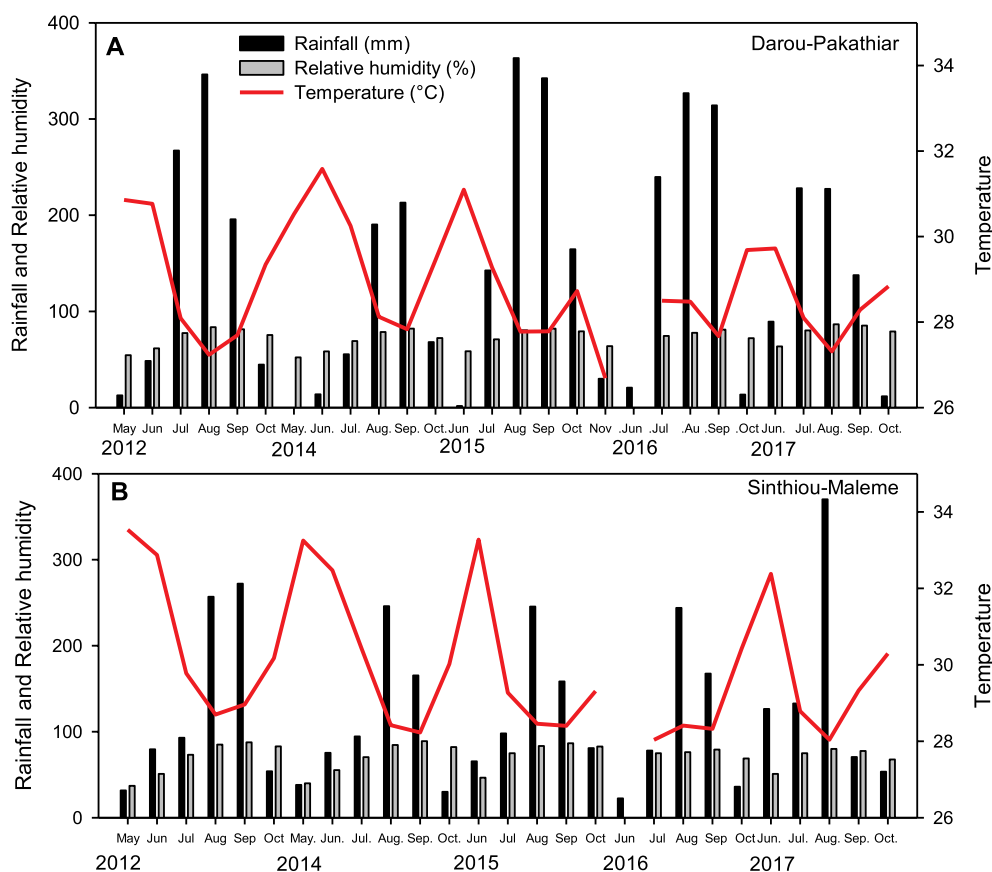 400
300
200
100
0
Rainfall and Relative humidity
A
Rainfall (mm)
Relative humidity (%)
Temperature (°C)
Darou-Pakathiar
34
32
30
28
26
Temperature
May Jun Jul Aug Sep Oct May. Jun. Jul. Aug. Sep. Oct. Jun Jul Aug Sep Oct Nov .Jun .Jul .Au .Sep .Oct Jun. Jul. Aug. Sep. Oct.
2012 2014 2015 2016 2017
400
300
200
100
0
Rainfall and Relative humidity
B
Sinthiou-Maleme
34
32
30
28
26
Temperature
May Jun Jul Aug Sep Oct May. Jun. Jul. Aug. Sep. Oct. Jun Jul Aug Sep Oct Jun Jul Aug Sep Oct Jun. Jul. Aug. Sep. Oct.
2012 2014 2015 2016 2017